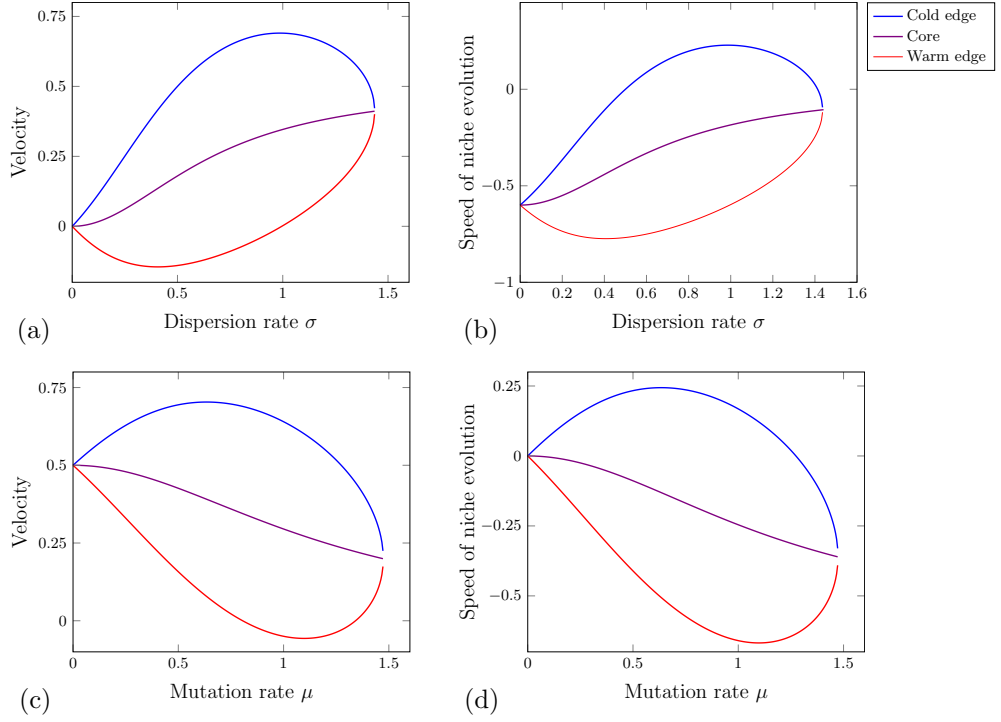 0.75
0.5
0.25
0
Velocity
0
0.5
1
1.5
Dispersion rate σ
(a)
0
−0.5
−1
Speed of niche evolution
0
0.2
0.4
0.6
0.8
1
1.2
1.4
1.6
Dispersion rate σ
(b)
Cold edge
Core
Warm edge
0.75
0.5
0.25
0
Velocity
0
0.5
1
1.5
Mutation rate μ
(c)
0.25
0
−0.25
−0.5
Speed of niche evolution
0
0.5
1
1.5
Mutation rate μ
(d)